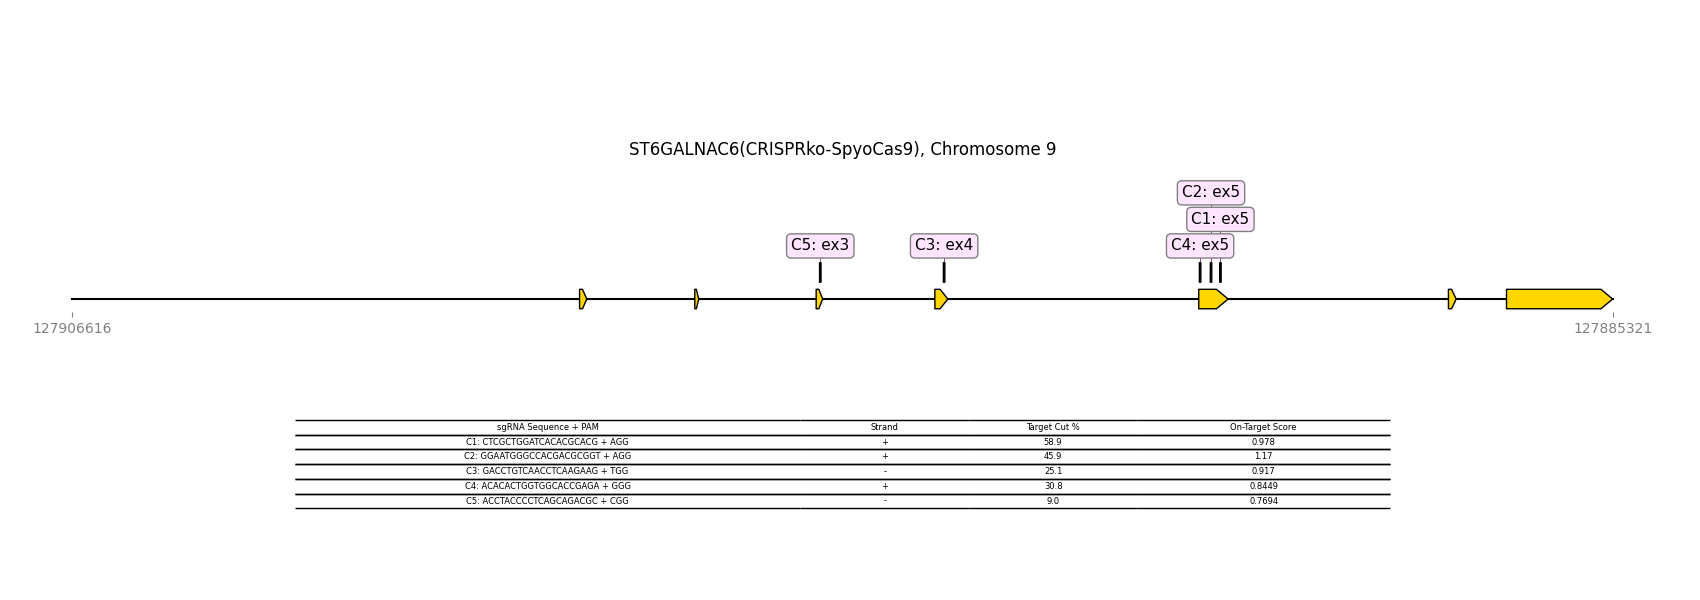 ST6GALNAC6(CRISPRko-SpyoCas9), Chromosome 9
C2: ex5
C1: ex5
C5: ex3 C3: ex4 C4: ex5
127906616 127885321
sgRNA Sequence + PAM Strand Target Cut % On-Target Score
C1: CTCGCTGGATCACACGCACG + AGG + 58.9 0.978
C2: GGAATGGGCCACGACGCGGT + AGG + 45.9 1.17
C3: GACCTGTCAACCTCAAGAAG + TGG - 25.1 0.917
C4: ACACACTGGTGGCACCGAGA + GGG + 30.8 0.8449
C5: ACCTACCCCTCAGCAGACGC + CGG - 9.0 0.7694